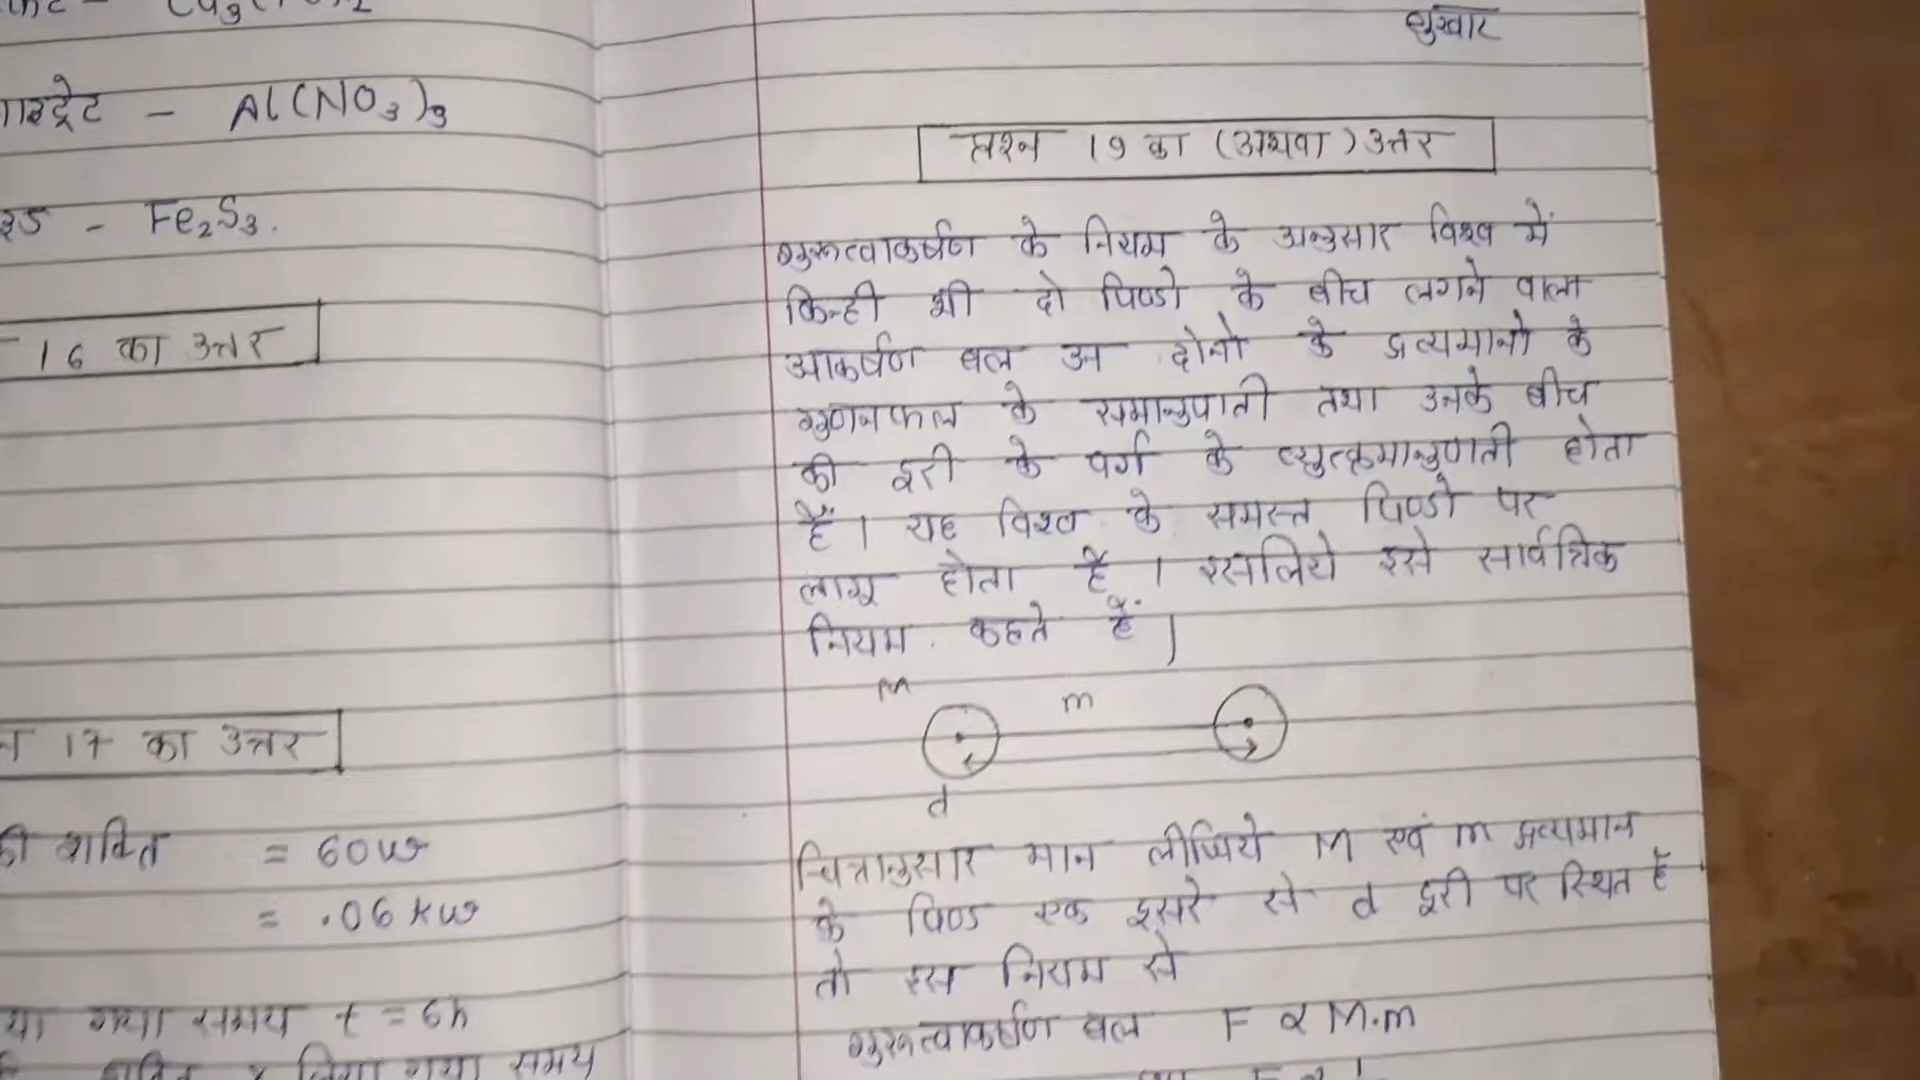 Al(NO3)3
- Fe2S3.
16 का उत्तर
17 का उत्तर
= 60w
= .06 kw
गया समय t = 6h
लिया गया समय
प्रश्न 19 का (अथवा) उत्तर
गुरुत्वाकर्षण के नियम के अनुसार विश्व में
किन्ही भी दो पिण्डो के बीच लगने वाला
आकर्षण बल उन दोनो के द्रव्यमानो के
गुणनफल के समानुपाती तथा उनके बीच
की दूरी के वर्ग के व्युत्क्रमानुपाती होता
हैं । यह विश्व के समस्त पिण्डो पर
लागू होता है । इसलिये इसे सार्वत्रिक
नियम कहते हैं ।
M m
d
चित्रानुसार मान लीजिये M एवं m द्रव्यमान
के पिण्ड एक दूसरे से d दूरी पर स्थित हैं
तो इस नियम से
गुरुत्वाकर्षण बल F α M.m